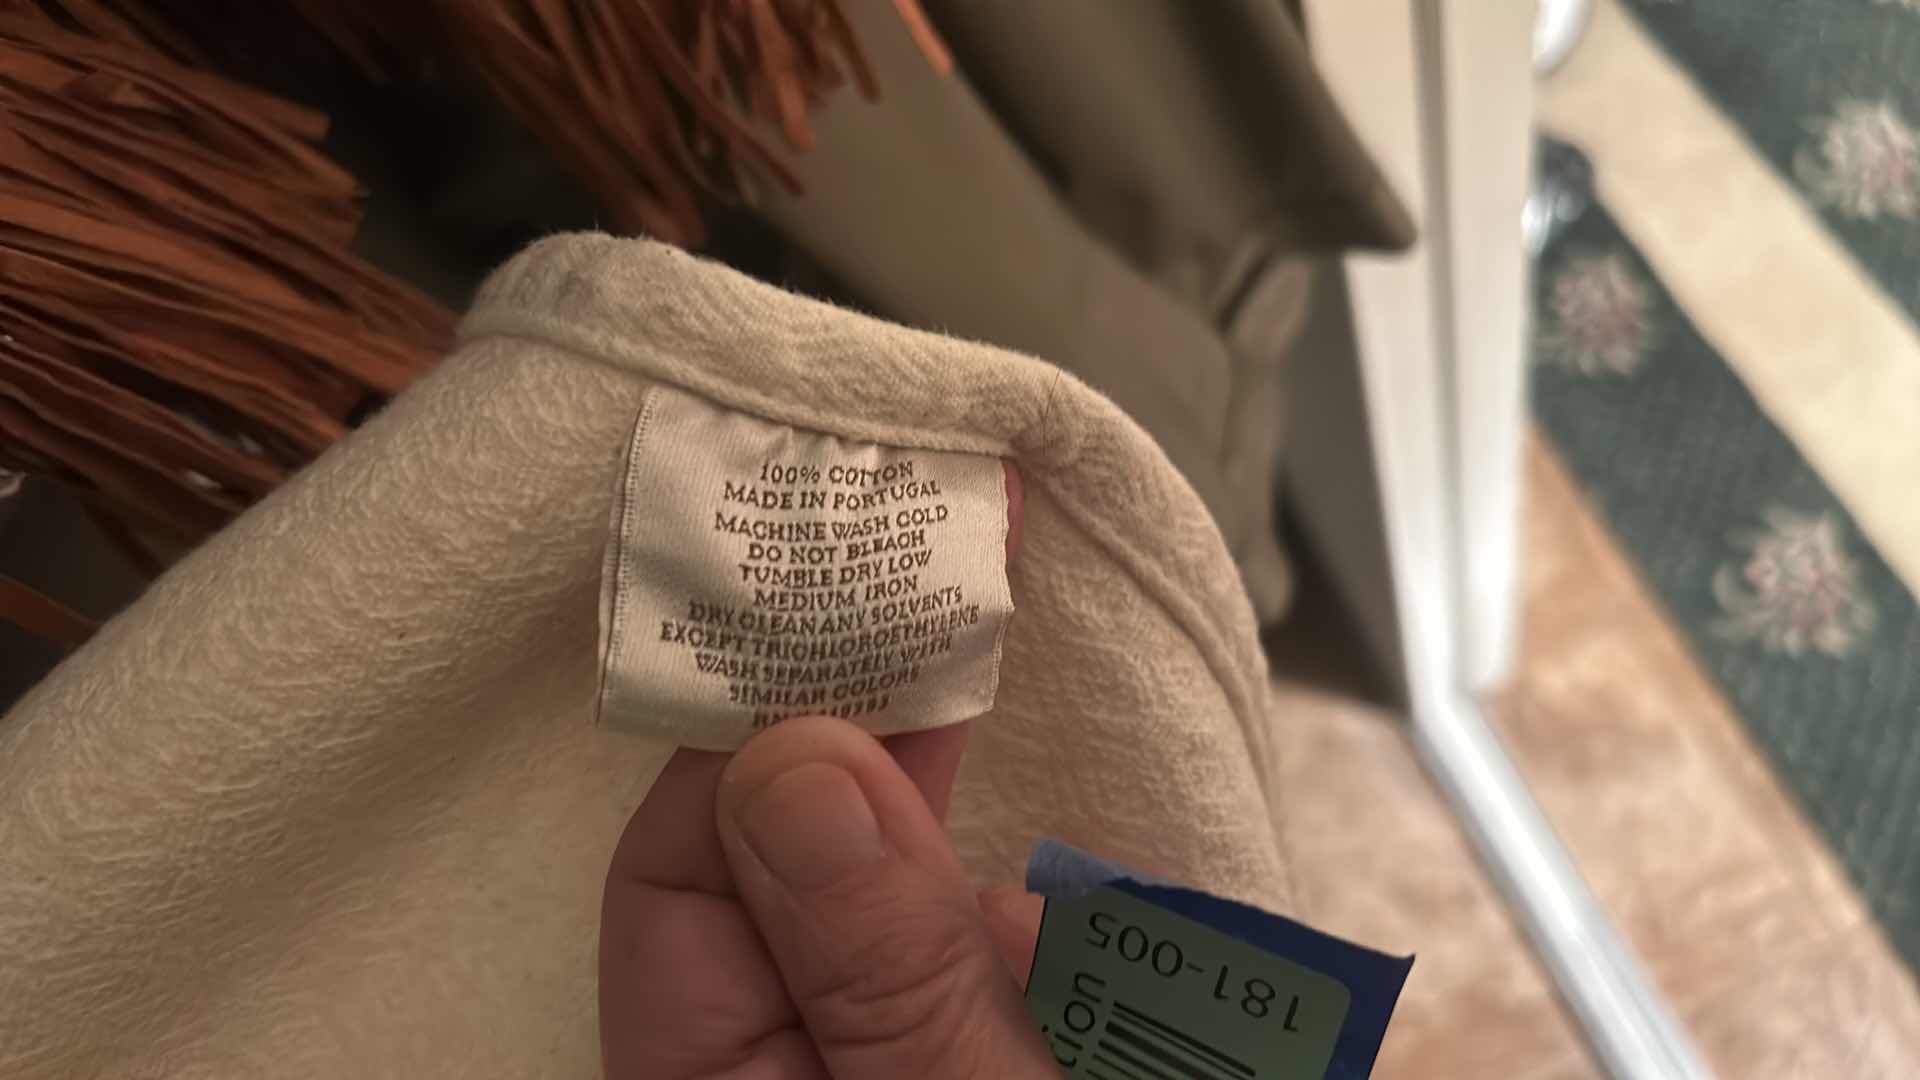 100% COTTON
MADE IN PORTUGAL
MACHINE WASH COLD
DO NOT BLEACH
TUMBLE DRY LOW
MEDIUM IRON
DRY CLEAN ANY SOLVENTS
EXCEPT TRICHLOROETHYLENE
WASH SEPARATELY WITH
SIMILAR COLORS
181-005